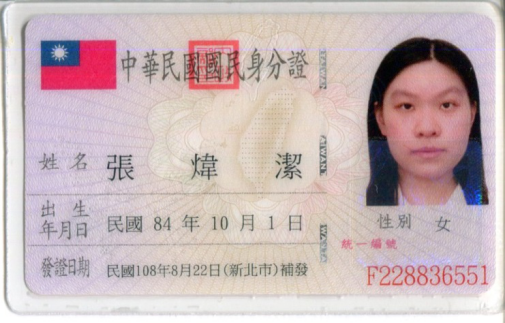 中華民國國民身分證
姓名 張煒潔
出生年月日 民國 84 年 10 月 1 日
性別 女
統一編號
發證日期 民國108年8月22日(新北市)補發
F228836551